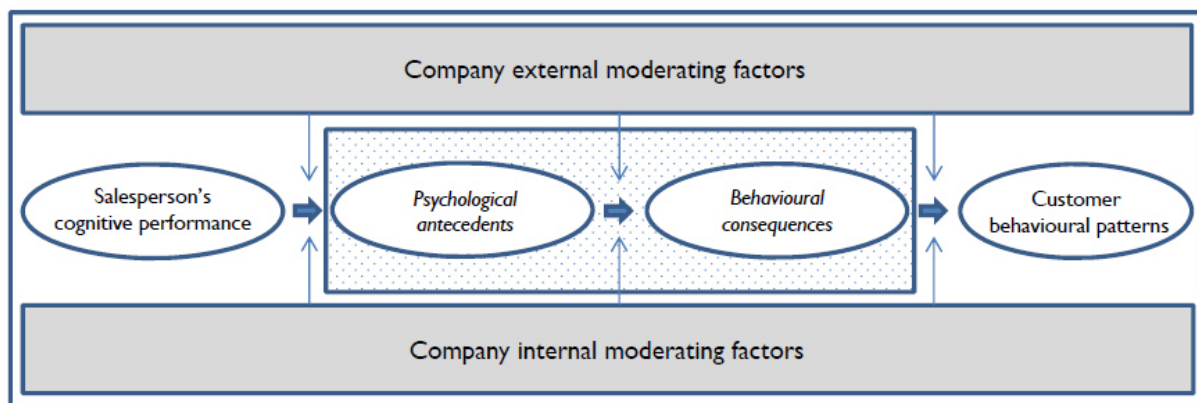 Company external moderating factors
Salesperson's
cognitive performance
Psychological
antecedents
Behavioural
consequences
Customer
behavioural patterns
Company internal moderating factors